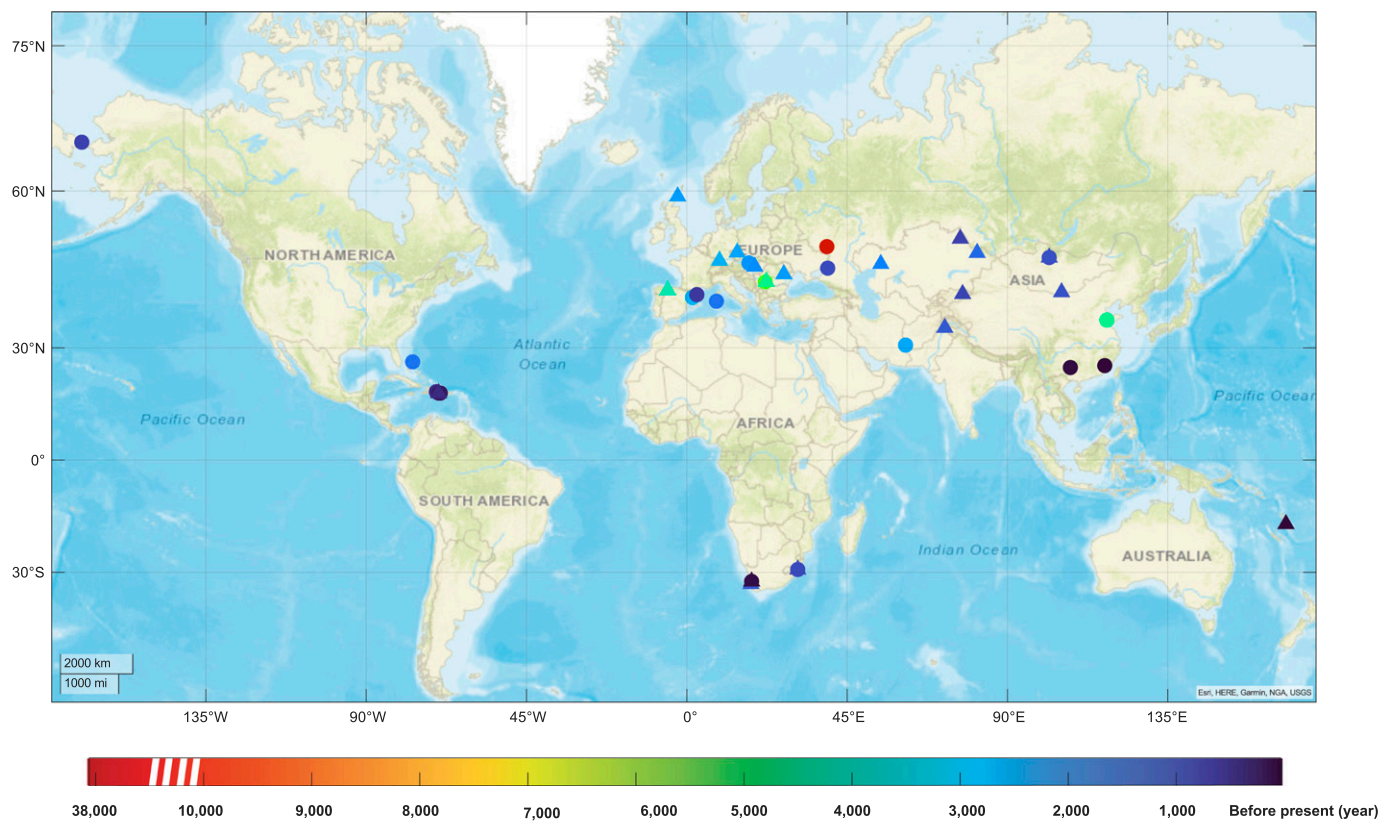 75°N
60°N
NORTH AMERICA
EUROPE
ASIA
30°N
Atlantic
Ocean
Pacific Ocean
Pacific Ocean
AFRICA
0°
SOUTH AMERICA
Indian Ocean
AUSTRALIA
30°S
2000 km
1000 mi
Esri, HERE, Garmin, NGA, USGS
135°W 90°W 45°W 0° 45°E 90°E 135°E
38,000 10,000 9,000 8,000 7,000 6,000 5,000 4,000 3,000 2,000 1,000 Before present (year)